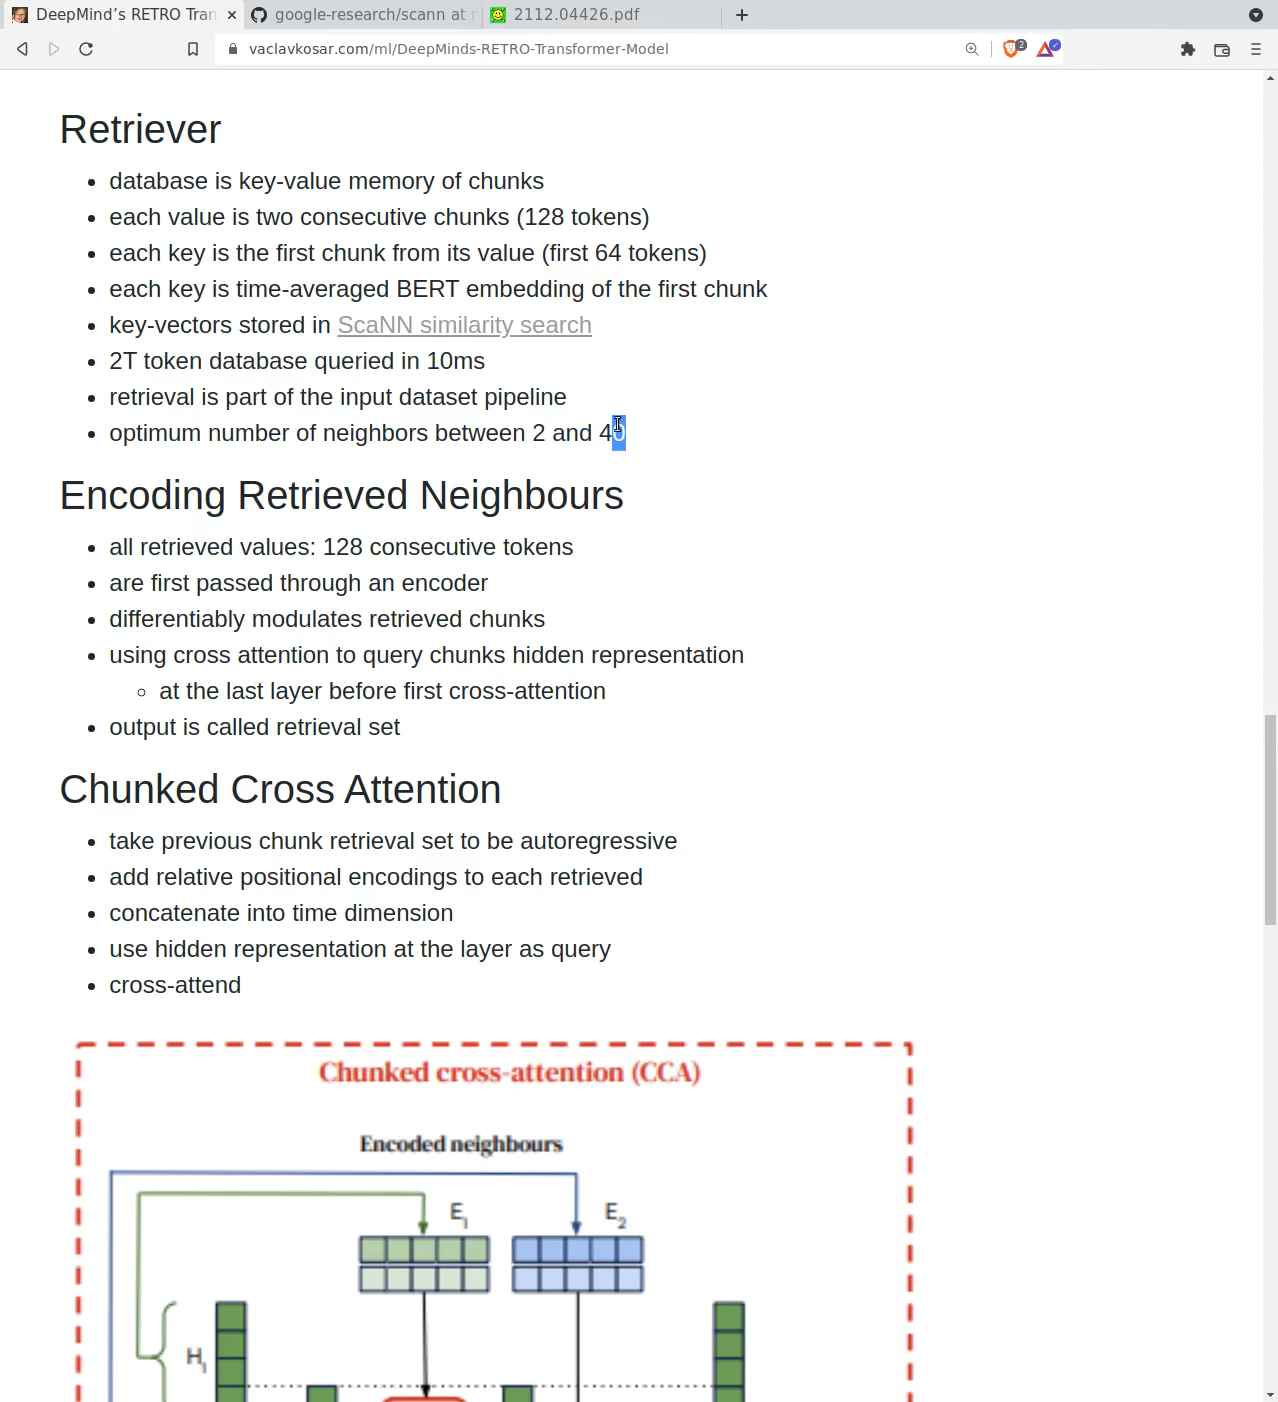 DeepMind's RETRO Tran
google-research/scann at
2112.04426.pdf
vaclavkosar.com/ml/DeepMinds-RETRO-Transformer-Model
2
Retriever
database is key-value memory of chunks
each value is two consecutive chunks (128 tokens)
each key is the first chunk from its value (first 64 tokens)
each key is time-averaged BERT embedding of the first chunk
key-vectors stored in ScaNN similarity search
2T token database queried in 10ms
retrieval is part of the input dataset pipeline
optimum number of neighbors between 2 and 40
Encoding Retrieved Neighbours
all retrieved values: 128 consecutive tokens
are first passed through an encoder
differentiably modulates retrieved chunks
using cross attention to query chunks hidden representation
at the last layer before first cross-attention
output is called retrieval set
Chunked Cross Attention
take previous chunk retrieval set to be autoregressive
add relative positional encodings to each retrieved
concatenate into time dimension
use hidden representation at the layer as query
cross-attend
Chunked cross-attention (CCA)
Encoded neighbours
E1
E2
H1